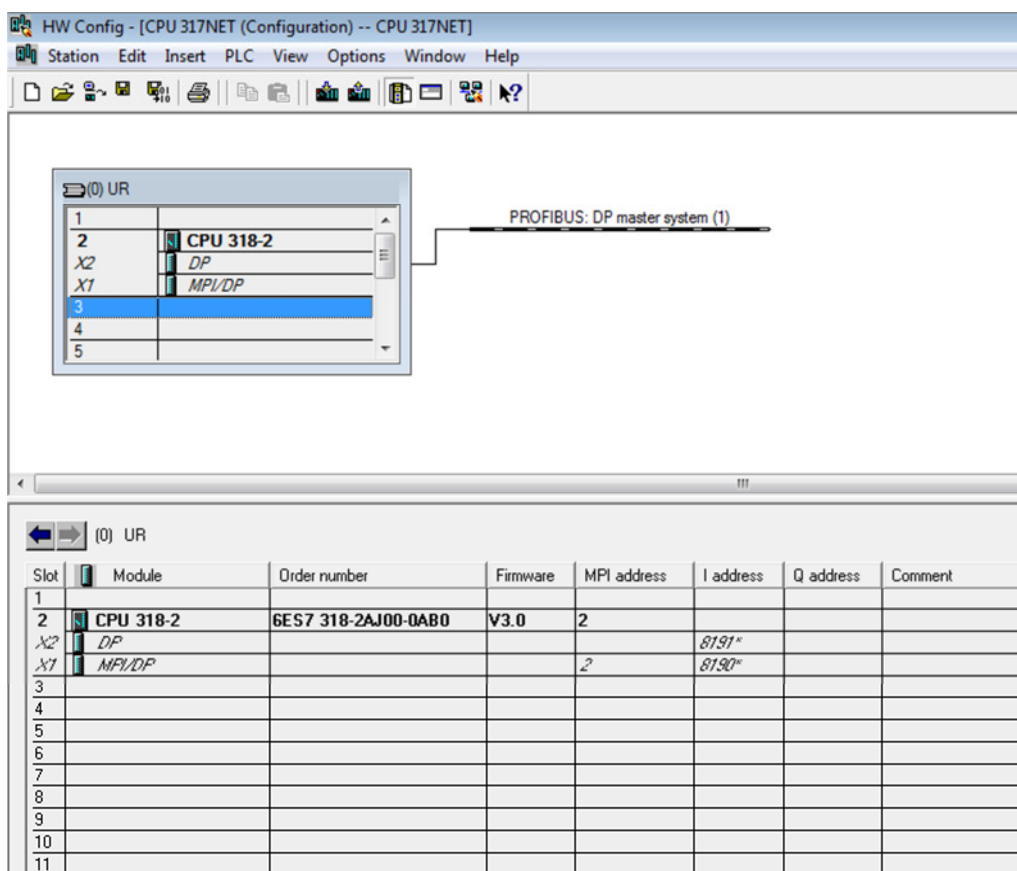 HW Config - [CPU 317NET (Configuration) -- CPU 317NET]
Station Edit Insert PLC View Options Window Help
(0) UR
1
2 CPU 318-2
X2 DP
X1 MPI/DP
3
4
5
PROFIBUS: DP master system (1)
(0) UR
Slot Module Order number Firmware MPI address I address Q address Comment
1
2 CPU 318-2 6ES7 318-2AJ00-0AB0 V3.0 2
X2 DP 8191*
X1 MPI/DP 2 8190*
3
4
5
6
7
8
9
10
11